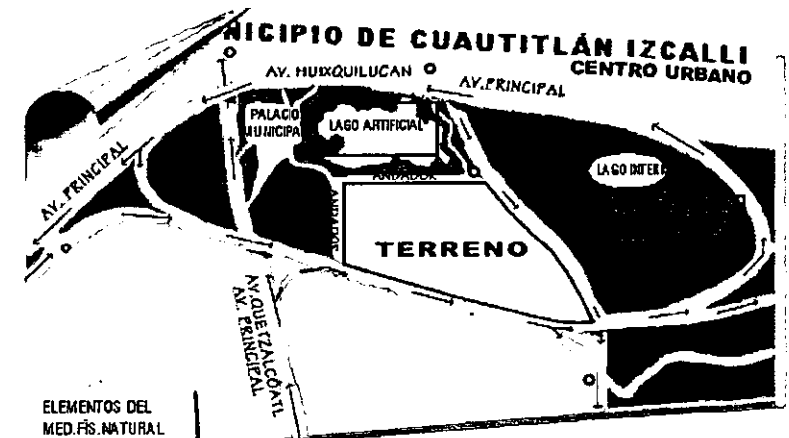 NICIPIO DE CUAUTITLÁN IZCALLI
CENTRO URBANO
AV. HUIXQUILUCAN
AV. PRINCIPAL
PALACIO
MUNICIPA
LAGO ARTIFICIAL
AV. PRINCIPAL
ANDADOR
ANDADOR
TERRENO
AV. QUETZALCÓATL
AV. PRINCIPAL
ELEMENTOS DEL
MED.FÍS.NATURAL